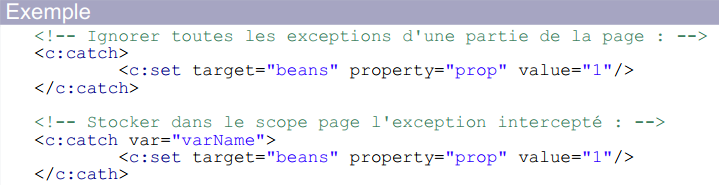 Exemple
<!-- Ignorer toutes les exceptions d'une partie de la page : -->
<c:catch>
<c:set target="beans" property="prop" value="1"/>
</c:catch>
<!-- Stocker dans le scope page l'exception intercepté : -->
<c:catch var="varName">
<c:set target="beans" property="prop" value="1"/>
</c:cath>